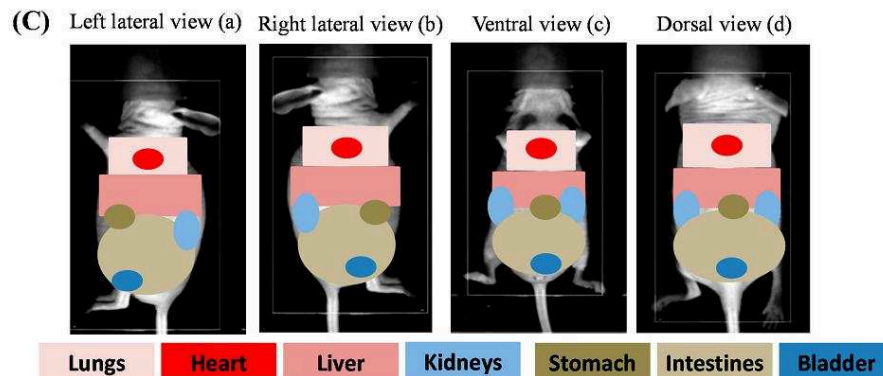 (C) Left lateral view (a) Right lateral view (b) Ventral view (c) Dorsal view (d)
Lungs Heart Liver Kidneys Stomach Intestines Bladder